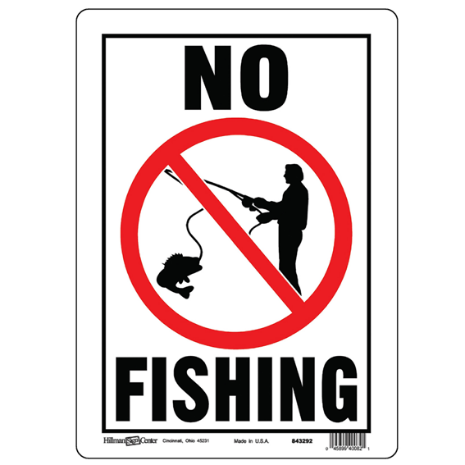 NO
FISHING
Hillman Sign Center Cincinnati, Ohio 45231 Made in U.S.A. 843292